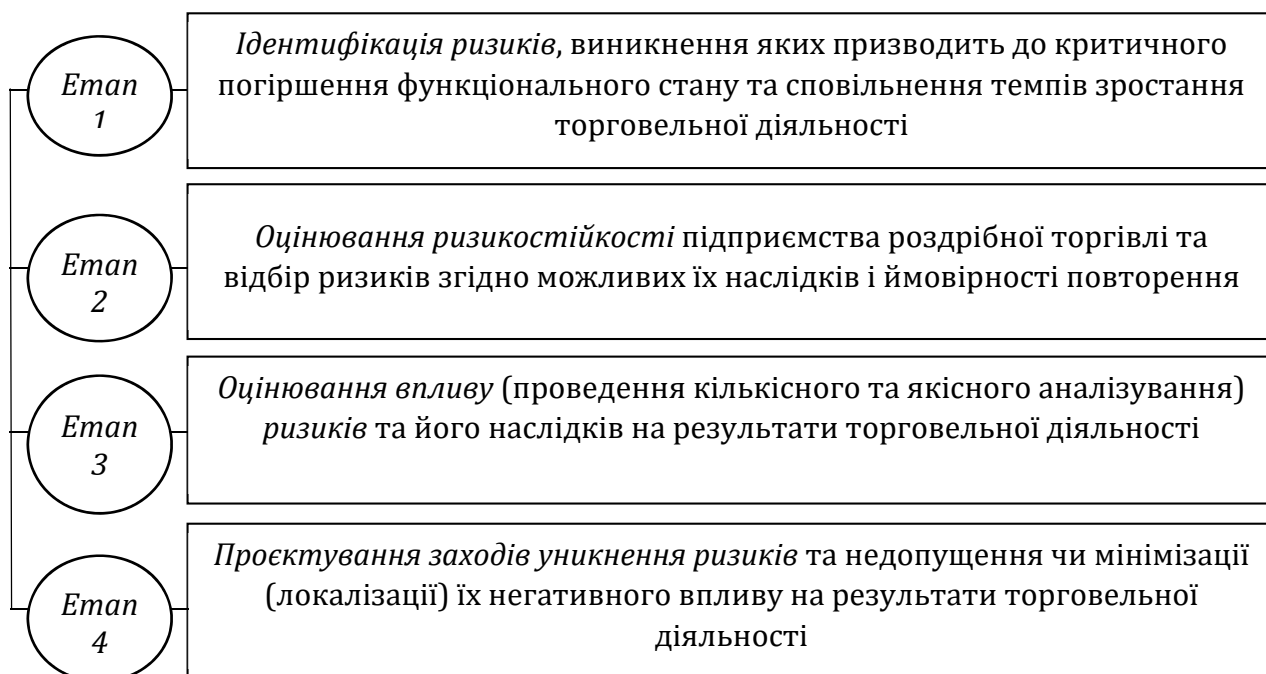 Етап
1
Ідентифікація ризиків, виникнення яких призводить до критичного
погіршення функціонального стану та сповільнення темпів зростання
торговельної діяльності
Етап
2
Оцінювання ризикостійкості підприємства роздрібної торгівлі та
відбір ризиків згідно можливих їх наслідків і ймовірності повторення
Етап
3
Оцінювання впливу (проведення кількісного та якісного аналізування)
ризиків та його наслідків на результати торговельної діяльності
Етап
4
Проєктування заходів уникнення ризиків та недопущення чи мінімізації
(локалізації) їх негативного впливу на результати торговельної
діяльності